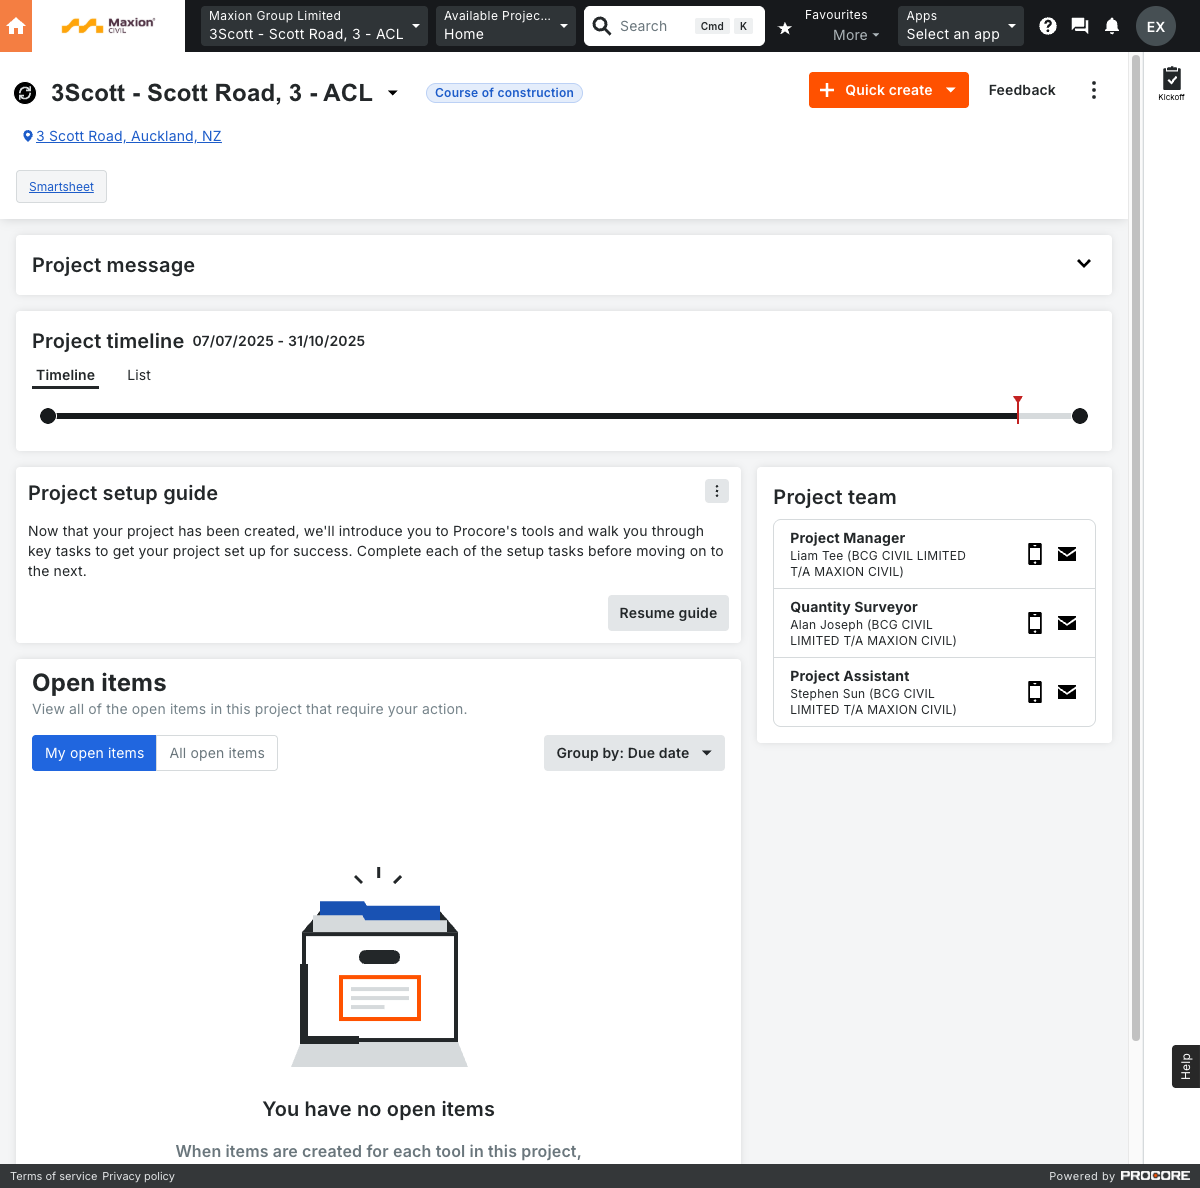 Maxion
CIVIL
Maxion Group Limited
3Scott - Scott Road, 3 - ACL
Available Projec...
Home
Search
Cmd
K
Favourites
More
Apps
Select an app
EX
3Scott - Scott Road, 3 - ACL
Course of construction
Quick create
Feedback
Kickoff
3 Scott Road, Auckland, NZ
Smartsheet
Project message
Project timeline 07/07/2025 - 31/10/2025
Timeline
List
Project setup guide
Now that your project has been created, we'll introduce you to Procore's tools and walk you through
key tasks to get your project set up for success. Complete each of the setup tasks before moving on to
the next.
Resume guide
Project team
Project Manager
Liam Tee (BCG CIVIL LIMITED
T/A MAXION CIVIL)
Quantity Surveyor
Alan Joseph (BCG CIVIL
LIMITED T/A MAXION CIVIL)
Project Assistant
Stephen Sun (BCG CIVIL
LIMITED T/A MAXION CIVIL)
Open items
View all of the open items in this project that require your action.
My open items
All open items
Group by: Due date
You have no open items
When items are created for each tool in this project,
Help
Terms of service Privacy policy
Powered by PROCORE